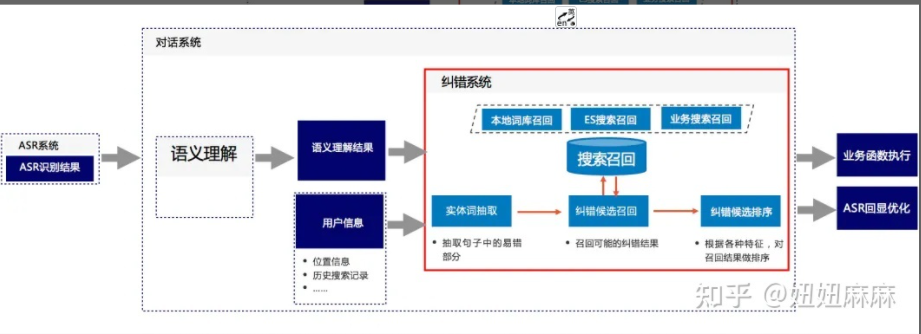 英
en
对话系统
纠错系统
本地词库召回
ES搜索召回
业务搜索召回
ASR系统
ASR识别结果
语义理解
语义理解结果
搜索召回
业务函数执行
用户信息
实体词抽取
纠错候选召回
纠错候选排序
ASR回显优化
• 位置信息
• 历史搜索记录
• ......
• 抽取句子中的易错
部分
• 召回可能的纠错结果
• 根据各种特征，对
召回结果做排序
知乎 @妞妞麻麻